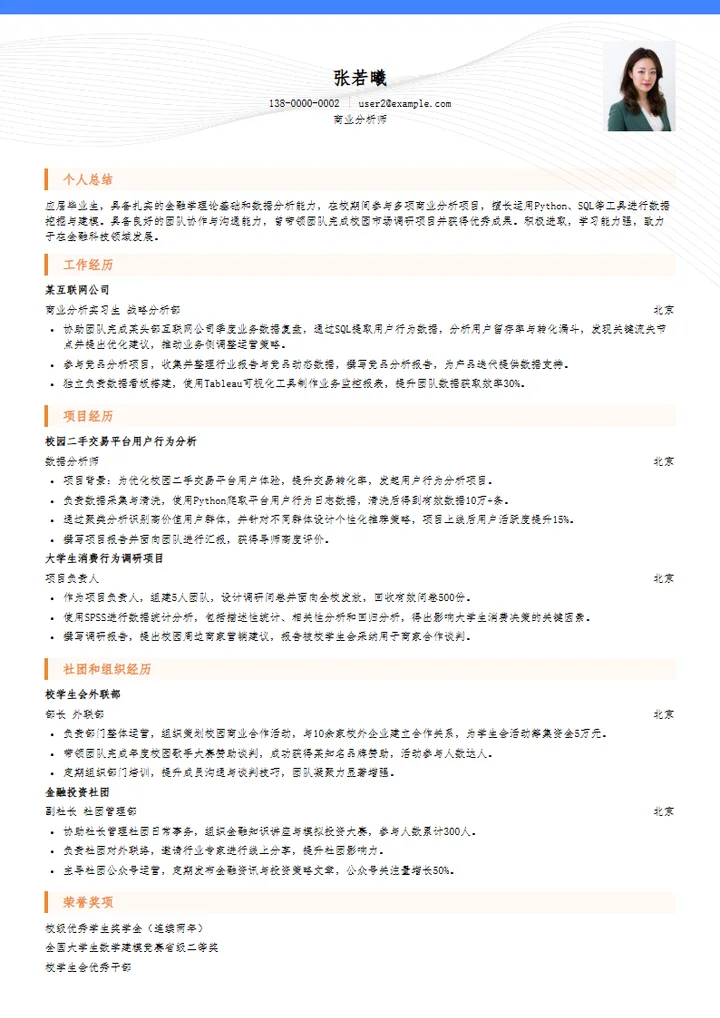 张若曦
138-0000-0002 | user2@example.com
商业分析师
个人总结
应届毕业生，具备扎实的金融学理论基础和数据分析能力，在校期间参与多项商业分析项目，擅长运用Python、SQL等工具进行数据
挖掘与建模。具备良好的团队协作与沟通能力，曾带领团队完成校园市场调研项目并获得优秀成果。积极进取，学习能力强，致力
于在金融科技领域发展。
工作经历
某互联网公司
商业分析实习生 战略分析部 北京
• 协助团队完成某头部互联网公司季度业务数据复盘，通过SQL提取用户行为数据，分析用户留存率与转化漏斗，发现关键流失节
点并提出优化建议，推动业务侧调整运营策略。
• 参与竞品分析项目，收集并整理行业报告与竞品动态数据，撰写竞品分析报告，为产品迭代提供数据支持。
• 独立负责数据看板搭建，使用Tableau可视化工具制作业务监控报表，提升团队数据获取效率30%。
项目经历
校园二手交易平台用户行为分析
数据分析师 北京
• 项目背景：为优化校园二手交易平台用户体验，提升交易转化率，发起用户行为分析项目。
• 负责数据采集与清洗，使用Python爬取平台用户行为日志数据，清洗后得到有效数据10万+条。
• 通过聚类分析识别高价值用户群体，并针对不同群体设计个性化推荐策略，项目上线后用户活跃度提升15%。
• 撰写项目报告并面向团队进行汇报，获得导师高度评价。
大学生消费行为调研项目
项目负责人 北京
• 作为项目负责人，组建5人团队，设计调研问卷并面向全校发放，回收有效问卷500份。
• 使用SPSS进行数据统计分析，包括描述性统计、相关性分析和回归分析，得出影响大学生消费决策的关键因素。
• 撰写调研报告，提出校园周边商家营销建议，报告被校学生会采纳用于商家合作谈判。
社团和组织经历
校学生会外联部
部长 外联部 北京
• 负责部门整体运营，组织策划校园商业合作活动，与10余家校外企业建立合作关系，为学生会活动筹集资金5万元。
• 带领团队完成年度校园歌手大赛赞助谈判，成功获得某知名品牌赞助，活动参与人数达人。
• 定期组织部门培训，提升成员沟通与谈判技巧，团队凝聚力显著增强。
金融投资社团
副社长 社团管理部 北京
• 协助社长管理社团日常事务，组织金融知识讲座与模拟投资大赛，参与人数累计300人。
• 负责社团对外联络，邀请行业专家进行线上分享，提升社团影响力。
• 主导社团公众号运营，定期发布金融资讯与投资策略文章，公众号关注量增长50%。
荣誉奖项
校级优秀学生奖学金（连续两年）
全国大学生数学建模竞赛省级二等奖
校学生会优秀干部